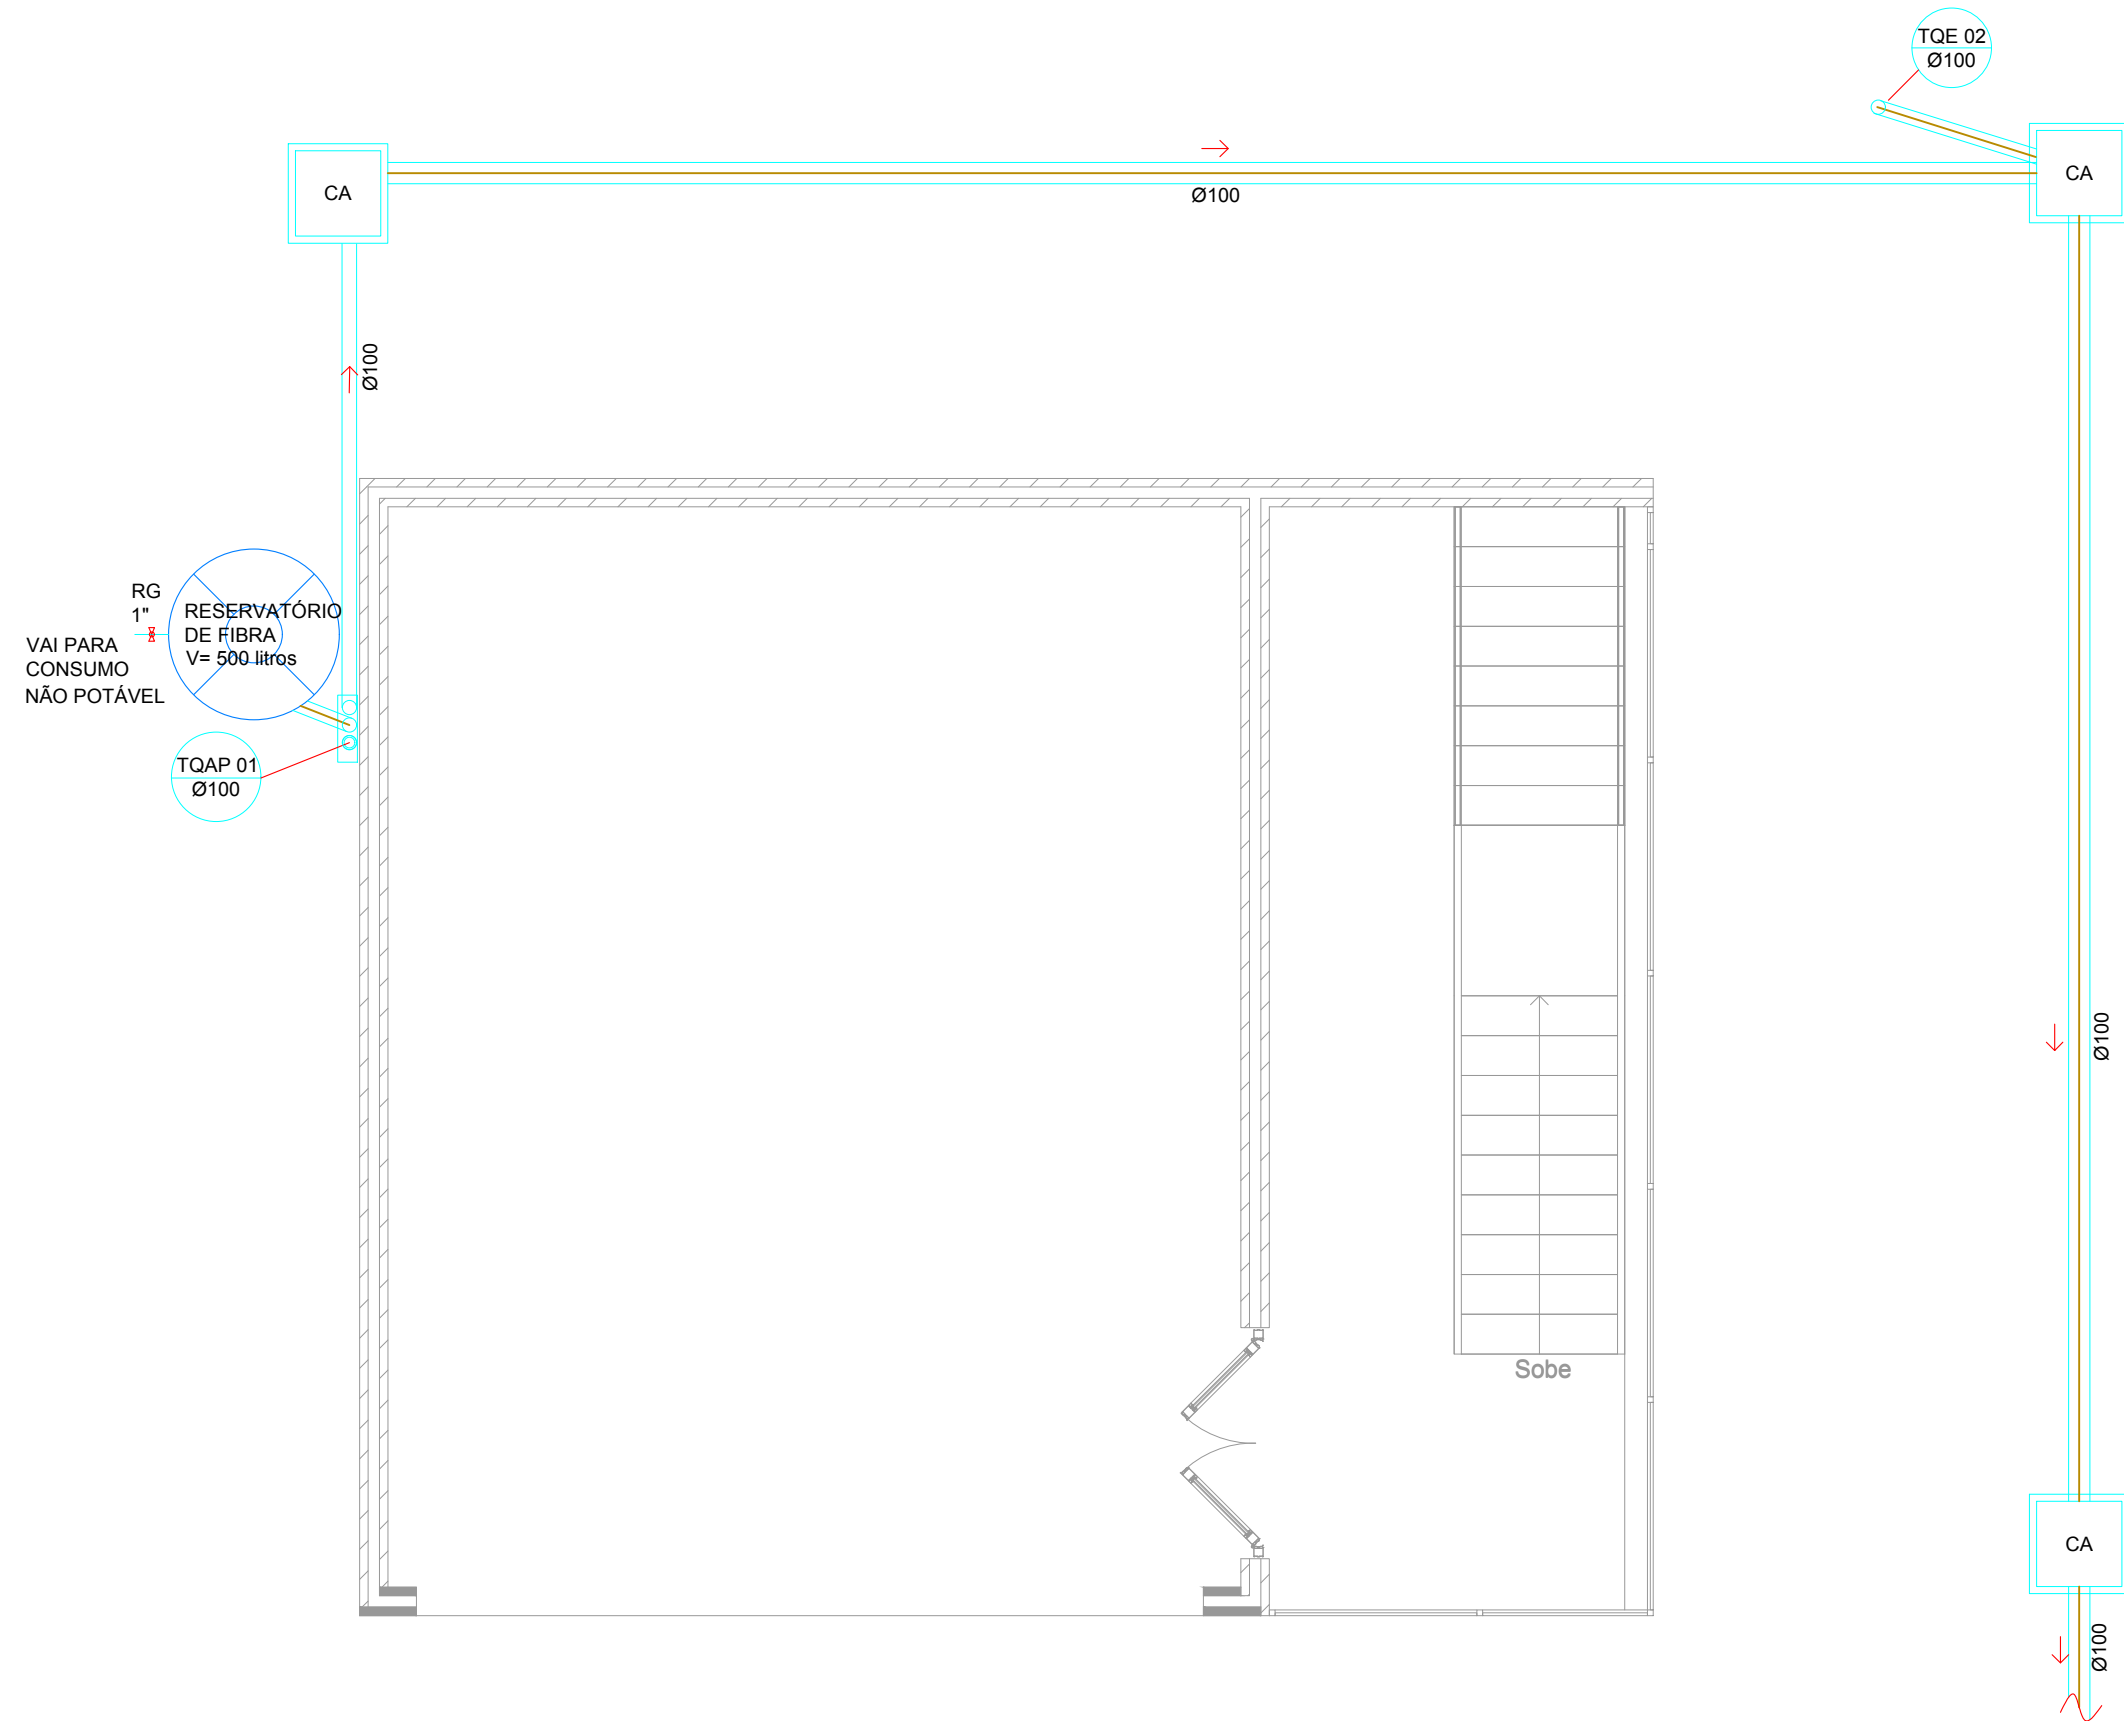 TQE 02
Ø100
CA
CA
Ø100
Ø100
RG
1"
RESERVATÓRIO
DE FIBRA
V= 500 litros
VAI PARA
CONSUMO
NÃO POTÁVEL
TQAP 01
Ø100
Ø100
Sobe
CA
Ø100